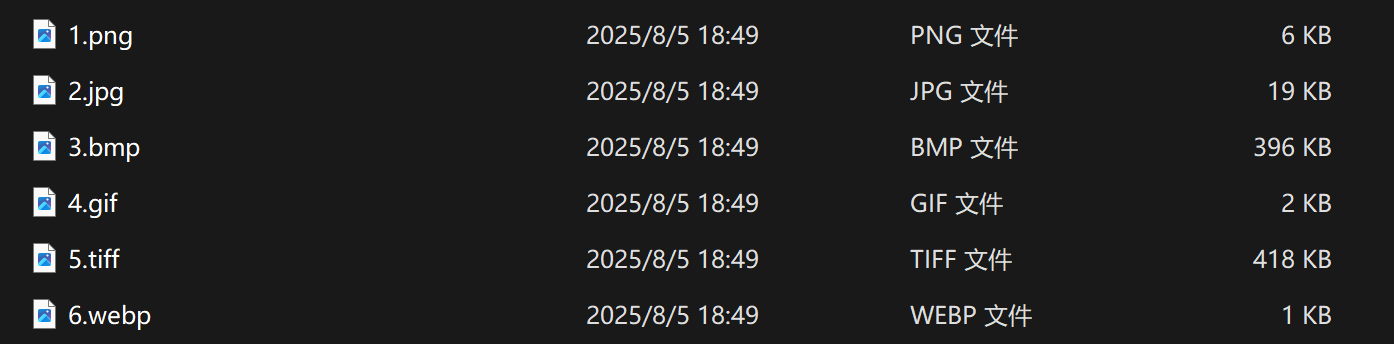 1.png 2025/8/5 18:49 PNG 文件 6 KB
2.jpg 2025/8/5 18:49 JPG 文件 19 KB
3.bmp 2025/8/5 18:49 BMP 文件 396 KB
4.gif 2025/8/5 18:49 GIF 文件 2 KB
5.tiff 2025/8/5 18:49 TIFF 文件 418 KB
6.webp 2025/8/5 18:49 WEBP 文件 1 KB